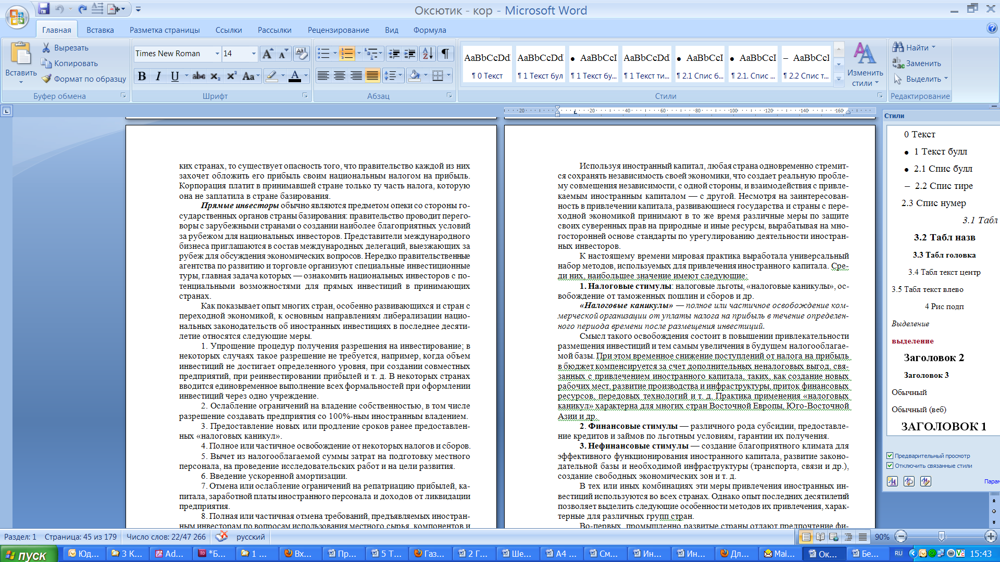 Оксютик - кор - Microsoft Word
Главная Вставка Разметка страницы Ссылки Рассылки Рецензирование Вид Формула
Вставить
Вырезать
Копировать
Формат по образцу
Буфер обмена
Times New Roman 14
Шрифт
Абзац
AaBbCcDd AaBbCcDd AaBbCcI AaBbCcDd AaBbCcI AaBbCcI AaBbCcI
¶ 0 Текст ¶ 1 Текст бул ¶ 1 Текст бу... ¶ 1 Текст ти... ¶ 2.1 Спис б... ¶ 2.1. Спис ... ¶ 2.2 Спис т...
Стили
Изменить стили
Найти
Заменить
Выделить
Редактирование
20 20 40 60 80 100 120 140 160
ких странах, то существует опасность того, что правительство каждой из них
захочет обложить его прибыль своим национальным налогом на прибыль.
Корпорация платит в принимавшей стране только ту часть налога, которую
она не заплатила в стране базирования.
Прямые инвесторы обычно являются предметом опеки со стороны го-
сударственных органов страны базирования: правительство проводит перего-
воры с зарубежными странами о создании наиболее благоприятных условий
за рубежом для национальных инвесторов. Представители международного
бизнеса приглашаются в состав международных делегаций, выезжающих за
рубеж для обсуждения экономических вопросов. Нередко правительственные
агентства по развитию и торговле организуют специальные инвестиционные
туры, главная задача которых — ознакомить национальных инвесторов с по-
тенциальными возможностями для прямых инвестиций в принимающих
странах.
Как показывает опыт многих стран, особенно развивающихся и стран с
переходной экономикой, к основным направлениям либерализации нацио-
нальных законодательств об иностранных инвестициях в последнее десяти-
летие относятся следующие меры.
1. Упрощение процедур получения разрешения на инвестирование; в
некоторых случаях такое разрешение не требуется, например, когда объем
инвестиций не достигает определенного уровня, при создании совместных
предприятий, при реинвестировании прибылей и т. д. В некоторых странах
вводится единовременное выполнение всех формальностей при оформлении
инвестиций через одно учреждение.
2. Ослабление ограничений на владение собственностью, в том числе
разрешение создавать предприятия со 100%-ным иностранным владением.
3. Предоставление новых или продление сроков ранее предоставлен-
ных «налоговых каникул».
4. Полное или частичное освобождение от некоторых налогов и сборов.
5. Вычет из налогооблагаемой суммы затрат на подготовку местного
персонала, на проведение исследовательских работ и на цели развития.
6. Введение ускоренной амортизации.
7. Отмена или ослабление ограничений на репатриацию прибылей, ка-
питала, заработной платы иностранного персонала и доходов от ликвидации
предприятия.
8. Полная или частичная отмена требований, предъявляемых иностран-
ным инвесторам по вопросам использования местного сырья, компонентов и
Используя иностранный капитал, любая страна одновременно стремит-
ся сохранять независимость своей экономики, что создает реальную пробле-
му совмещения независимости, с одной стороны, и взаимодействия с привле-
каемым иностранным капиталом — с другой. Несмотря на заинтересован-
ность в привлечении капитала, развивающиеся государства и страны с пере-
ходной экономикой принимают в то же время различные меры по защите
своих суверенных прав на природные и иные ресурсы, вырабатывая на мно-
госторонней основе стандарты по урегулированию деятельности иностран-
ных инвесторов.
К настоящему времени мировая практика выработала универсальный
набор методов, используемых для привлечения иностранного капитала. Сре-
ди них, наибольшее значение имеют следующие:
1. Налоговые стимулы: налоговые льготы, «налоговые каникулы», ос-
вобождение от таможенных пошлин и сборов и др.
«Налоговые каникулы» — полное или частичное освобождение ком-
мерческой организации от уплаты налога на прибыль в течение определен-
ного периода времени после размещения инвестиций.
Смысл такого освобождения состоит в повышении привлекательности
размещения инвестиций и тем самым увеличения в будущем налогооблагае-
мой базы. При этом временное снижение поступлений от налога на прибыль
в бюджет компенсируется за счет дополнительных неналоговых выгод, свя-
занных с привлечением иностранного капитала, таких, как создание новых
рабочих мест, развитие производства и инфраструктуры, приток финансовых
ресурсов, передовых технологий и т. д. Практика применения «налоговых
каникул» характерна для многих стран Восточной Европы, Юго-Восточной
Азии и др.
2. Финансовые стимулы — различного рода субсидии, предоставле-
ние кредитов и займов по льготным условиям, гарантии их получения.
3. Нефинансовые стимулы — создание благоприятного климата для
эффективного функционирования иностранного капитала, развитие законо-
дательной базы и необходимой инфраструктуры (транспорта, связи и др.),
создание свободных экономических зон и т. д.
В тех или иных комбинациях эти меры привлечения иностранных ин-
вестиций используются во всех странах. Однако опыт последних десятилетий
позволяет выделить следующие особенности методов их привлечения, харак-
терные для различных групп стран.
Во-первых, промышленно развитые страны отдают предпочтение фи-
Стили
0 Текст
• 1 Текст булл
• 2.1 Спис булл
– 2.2 Спис тире
2.3 Спис нумер
3.1 Табл
3.2 Табл назв
3.3 Табл головка
3.4 Табл текст центр
3.5 Табл текст влево
4 Рис подп
Выделение
выделение
Заголовок 2
Заголовок 3
Обычный
Обычный (веб)
ЗАГОЛОВОК 1
Предварительный просмотр
Отключить связанные стили
Парам
Раздел: 1 Страница: 45 из 179 Число слов: 22/47 266 русский 90%
пуск Юд... 3 К... Ad... *Б... 1 ... Вх... Пр... 5 Т... Газ... 2 Г... Ше... А4 ... См... Ин... Ин... Дл... Mai... Ок... Бе... RU 15:43